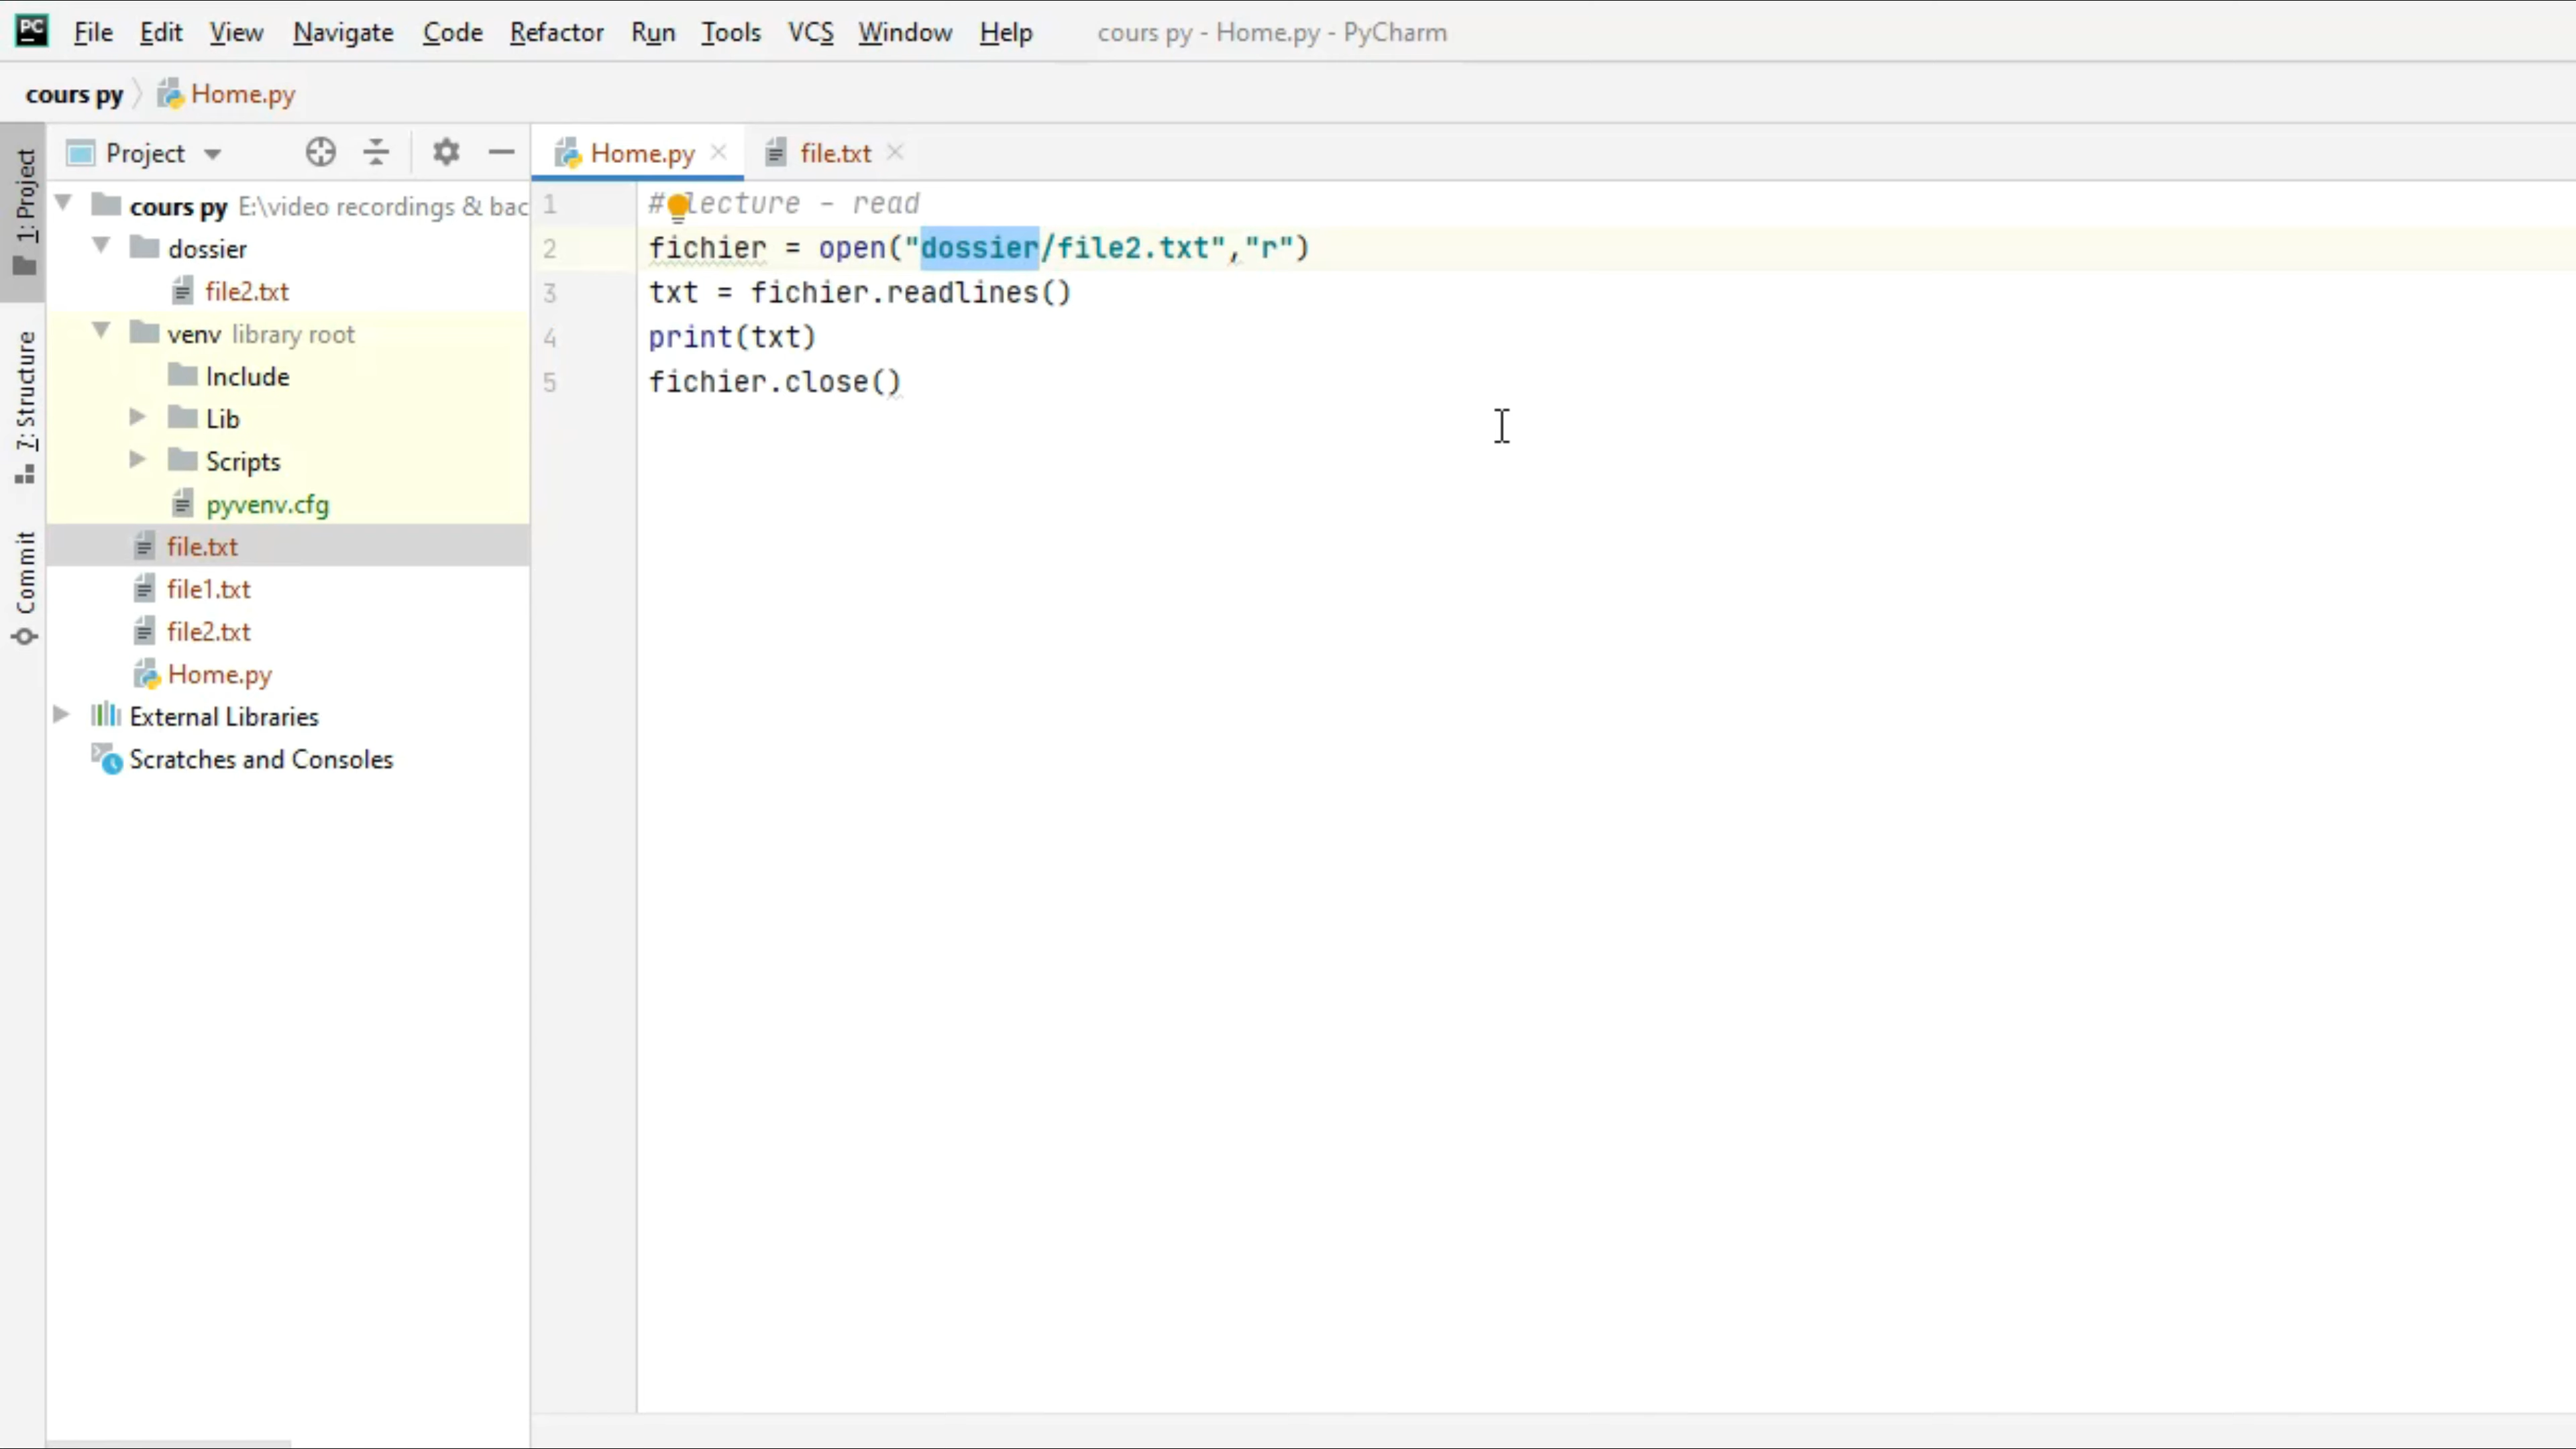 PC File Edit View Navigate Code Refactor Run Tools VCS Window Help cours py - Home.py - PyCharm
cours py Home.py
Project
Home.py file.txt
1: Project
7: Structure
Commit
cours py E:\video recordings & bac
dossier
file2.txt
venv library root
Include
Lib
Scripts
pyvenv.cfg
file.txt
file1.txt
file2.txt
Home.py
External Libraries
Scratches and Consoles
1 # lecture - read
2 fichier = open("dossier/file2.txt","r")
3 txt = fichier.readlines()
4 print(txt)
5 fichier.close()